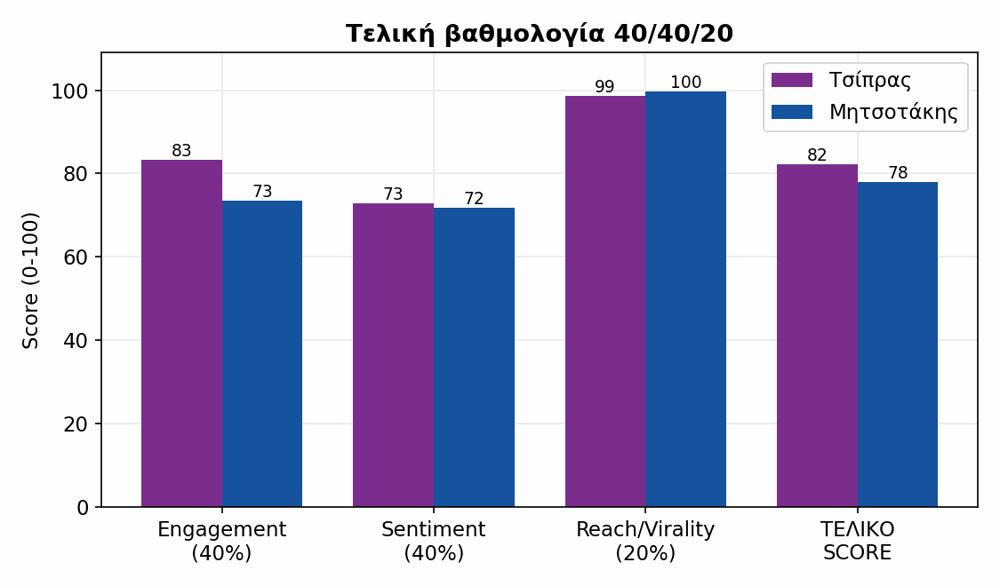 Τελική βαθμολογία 40/40/20
Τσίπρας
Μητσοτάκης
Score (0-100)
100
80
60
40
20
0
83
73
73
72
99
100
82
78
Engagement
(40%)
Sentiment
(40%)
Reach/Virality
(20%)
ΤΕΛΙΚΟ
SCORE